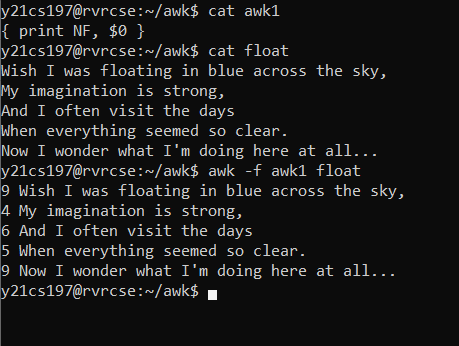 y21cs197@rvrcse:~/awk$ cat awk1
{ print NF, $0 }
y21cs197@rvrcse:~/awk$ cat float
Wish I was floating in blue across the sky,
My imagination is strong,
And I often visit the days
When everything seemed so clear.
Now I wonder what I'm doing here at all...
y21cs197@rvrcse:~/awk$ awk -f awk1 float
9 Wish I was floating in blue across the sky,
4 My imagination is strong,
6 And I often visit the days
5 When everything seemed so clear.
9 Now I wonder what I'm doing here at all...
y21cs197@rvrcse:~/awk$